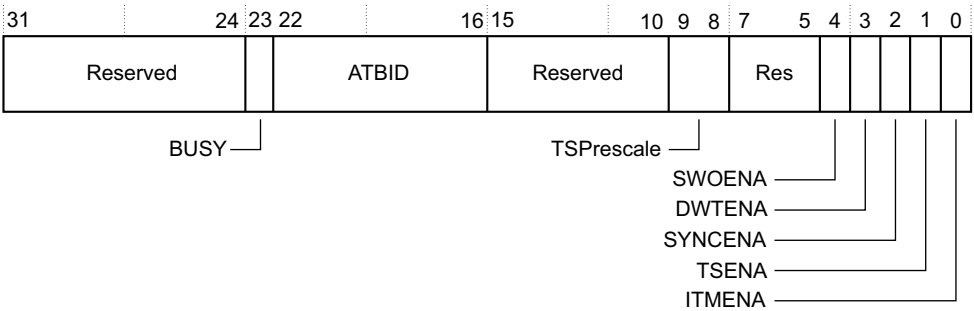 31 24 23 22 16 15 10 9 8 7 5 4 3 2 1 0
Reserved ATBID Reserved Res
BUSY TSPrescale
SWOENA
DWTENA
SYNCENA
TSENA
ITMENA